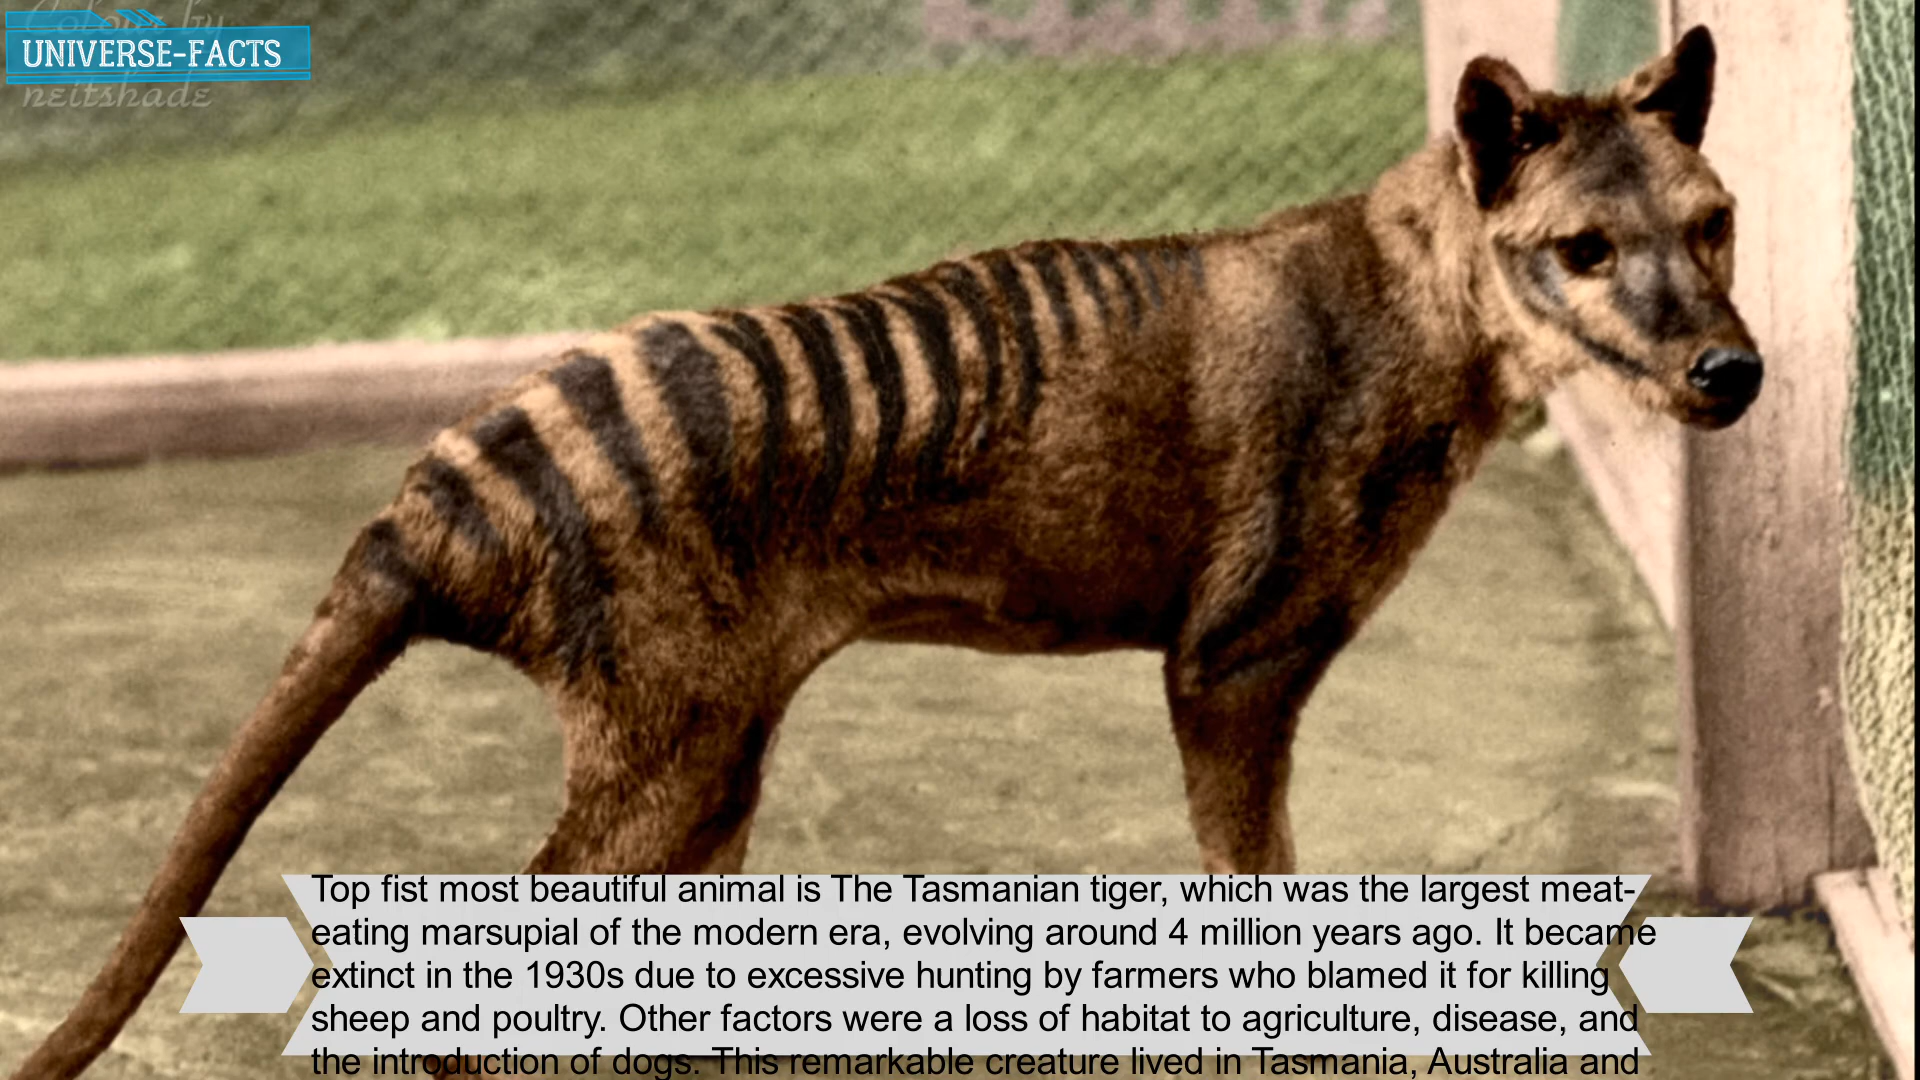 Colour by
UNIVERSE-FACTS
neitshade
Top fist most beautiful animal is The Tasmanian tiger, which was the largest meat-
eating marsupial of the modern era, evolving around 4 million years ago. It became
extinct in the 1930s due to excessive hunting by farmers who blamed it for killing
sheep and poultry. Other factors were a loss of habitat to agriculture, disease, and
the introduction of dogs. This remarkable creature lived in Tasmania, Australia and